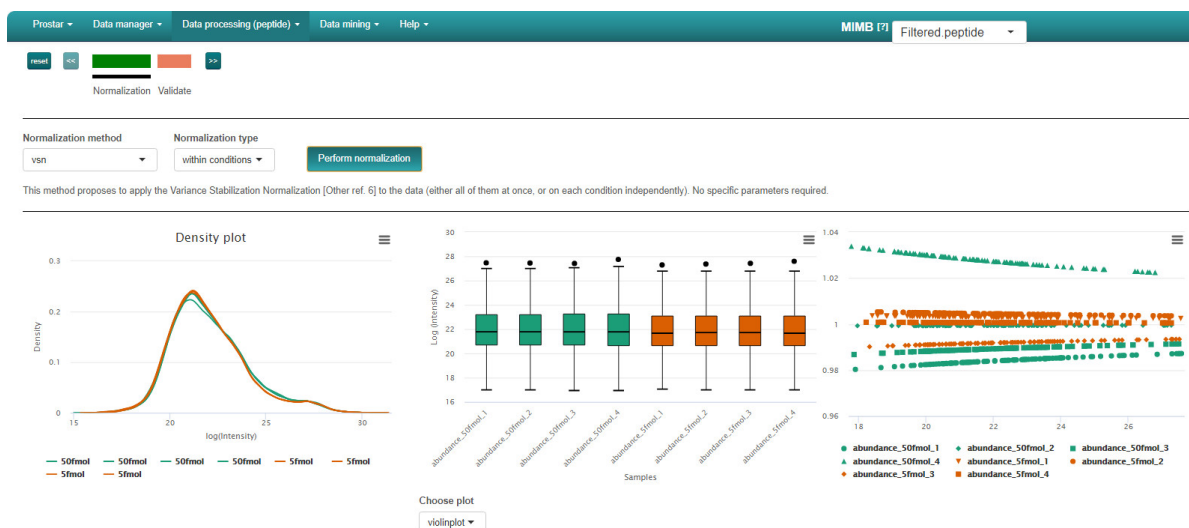 Prostar Data manager Data processing (peptide) Data mining Help MIMB [?] Filtered.peptide
reset << >>
Normalization Validate
Normalization method Normalization type
vsn within conditions Perform normalization
This method proposes to apply the Variance Stabilization Normalization [Other ref. 6] to the data (either all of them at once, or on each condition independently). No specific parameters required.
Density plot
0.3
0.2
0.1
0
Density
15 20 25 30
log(Intensity)
50fmol 50fmol 50fmol 50fmol 5fmol 5fmol
5fmol 5fmol
30
28
26
24
22
20
18
16
Log (intensity)
abundance_50fmol_1 abundance_50fmol_2 abundance_50fmol_3 abundance_50fmol_4 abundance_5fmol_1 abundance_5fmol_2 abundance_5fmol_3 abundance_5fmol_4
Samples
Choose plot
violinplot
1.04
1.02
1
0.98
0.96
18 20 22 24 26
abundance_50fmol_1 abundance_50fmol_2 abundance_50fmol_3
abundance_50fmol_4 abundance_5fmol_1 abundance_5fmol_2
abundance_5fmol_3 abundance_5fmol_4